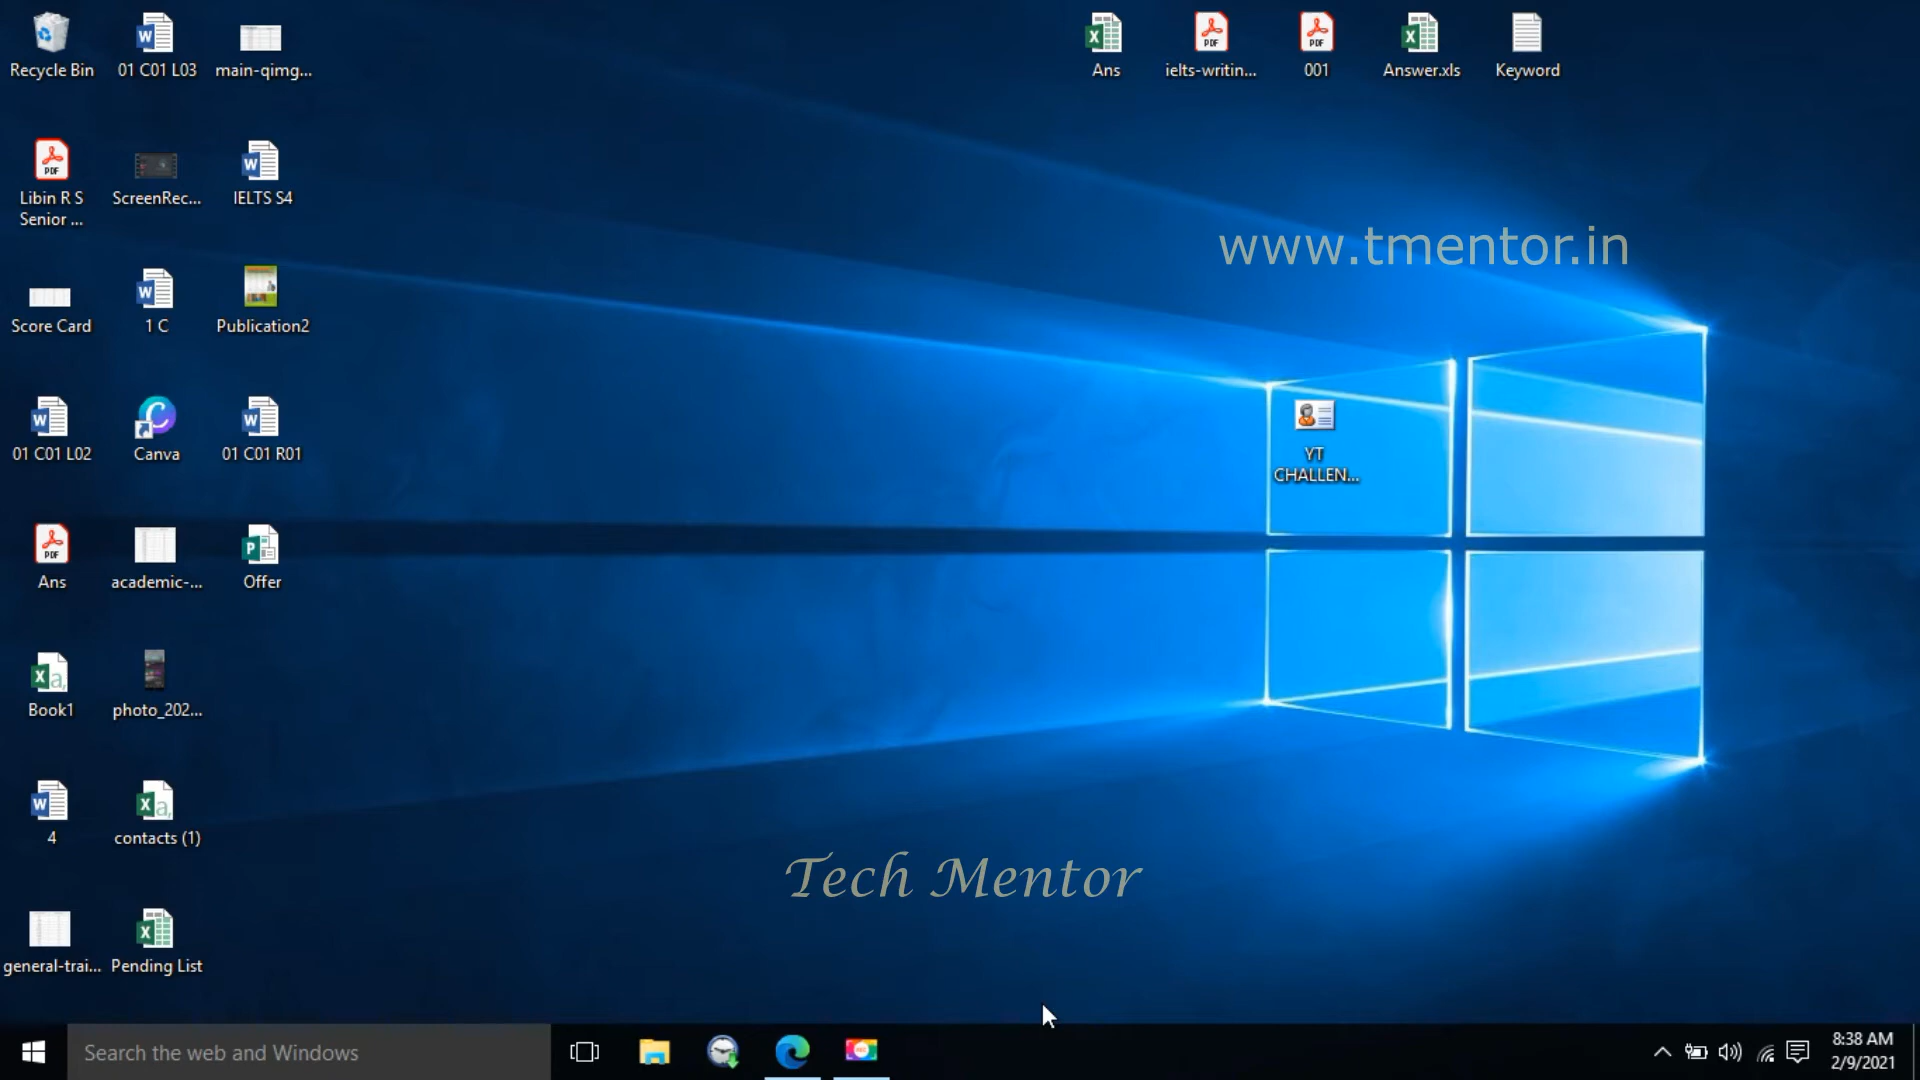 Recycle Bin
01 C01 L03
main-qimg...
Ans
ielts-writin...
001
Answer.xls
Keyword
Libin R S
Senior ...
ScreenRec...
IELTS S4
www.tmentor.in
Score Card
1 C
Publication2
01 C01 L02
Canva
01 C01 R01
YT
CHALLEN...
Ans
academic-...
Offer
Book1
photo_202...
4
contacts (1)
Tech Mentor
general-trai...
Pending List
Search the web and Windows
8:38 AM
2/9/2021